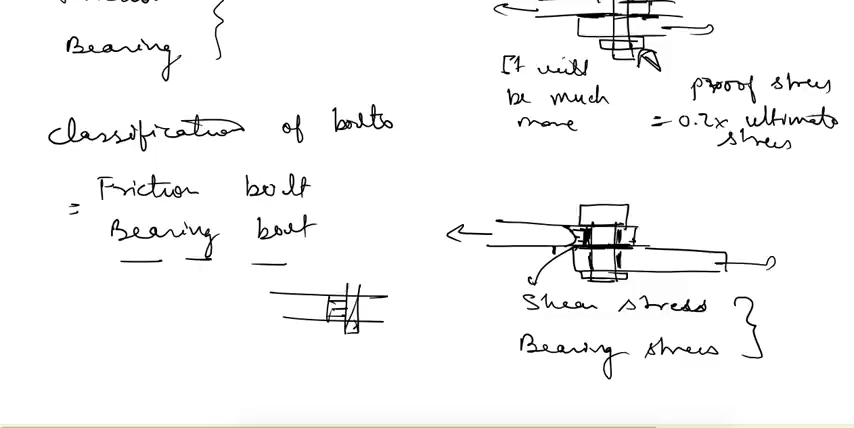 Bearing
It will
be much
more
proof stress
= 0.7x ultimate
stress
Classification of bolts
= Friction bolt
Bearing bolt
Shear stress
Bearing stress